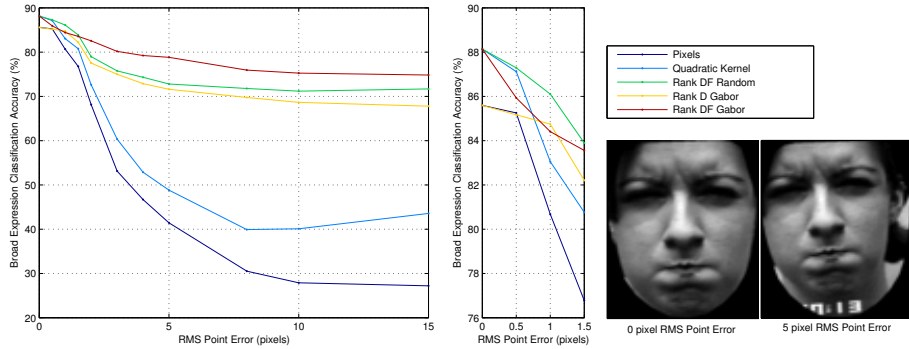 90
80
70
60
50
40
30
20
0
5
10
15
Broad Expression Classification Accuracy (%)
RMS Point Error (pixels)
90
88
86
84
82
80
78
76
0
0.5
1.0
1.5
Broad Expression Classification Accuracy (%)
RMS Point Error (pixels)
Pixels
Quadratic Kernel
Rank DF Random
Rank D Gabor
Rank DF Gabor
0 pixel RMS Point Error
5 pixel RMS Point Error